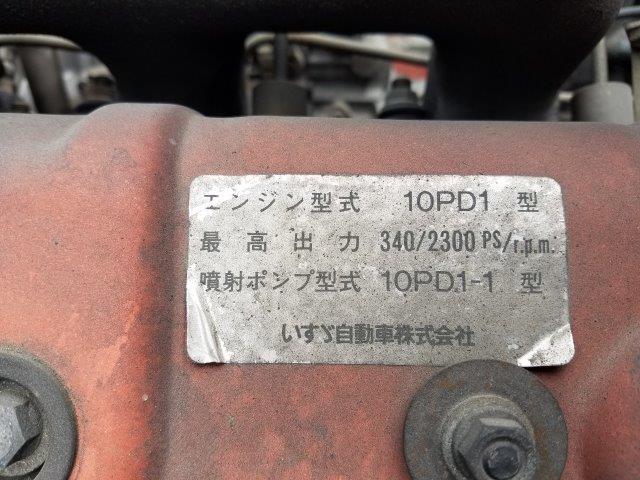 エンジン型式 10PD1 型
最高出力 340/2300 PS/r.p.m.
噴射ポンプ型式 10PD1-1 型
いすゞ自動車株式会社